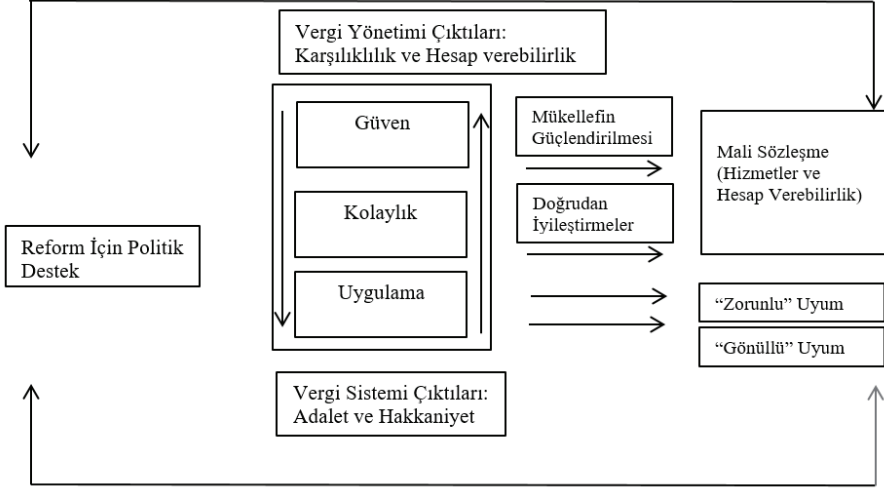 Vergi Yönetimi Çıktıları:
Karşılıklılık ve Hesap verebilirlik
Güven
Kolaylık
Uygulama
Mükellefin
Güçlendirilmesi
Doğrudan
İyileştirmeler
Mali Sözleşme
(Hizmetler ve
Hesap Verebilirlik)
Reform İçin Politik
Destek
“Zorunlu” Uyum
“Gönüllü” Uyum
Vergi Sistemi Çıktıları:
Adalet ve Hakkaniyet